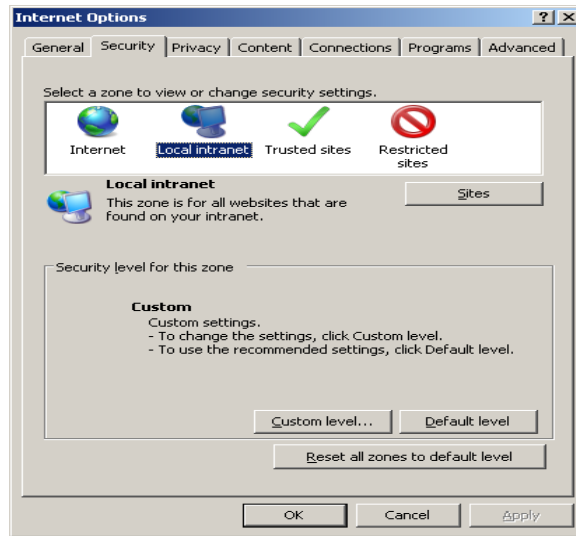 Internet Options
General Security Privacy Content Connections Programs Advanced
Select a zone to view or change security settings.
Internet Local intranet Trusted sites Restricted sites
Local intranet
This zone is for all websites that are
found on your intranet.
Sites
Security level for this zone
Custom
Custom settings.
- To change the settings, click Custom level.
- To use the recommended settings, click Default level.
Custom level... Default level
Reset all zones to default level
OK Cancel Apply